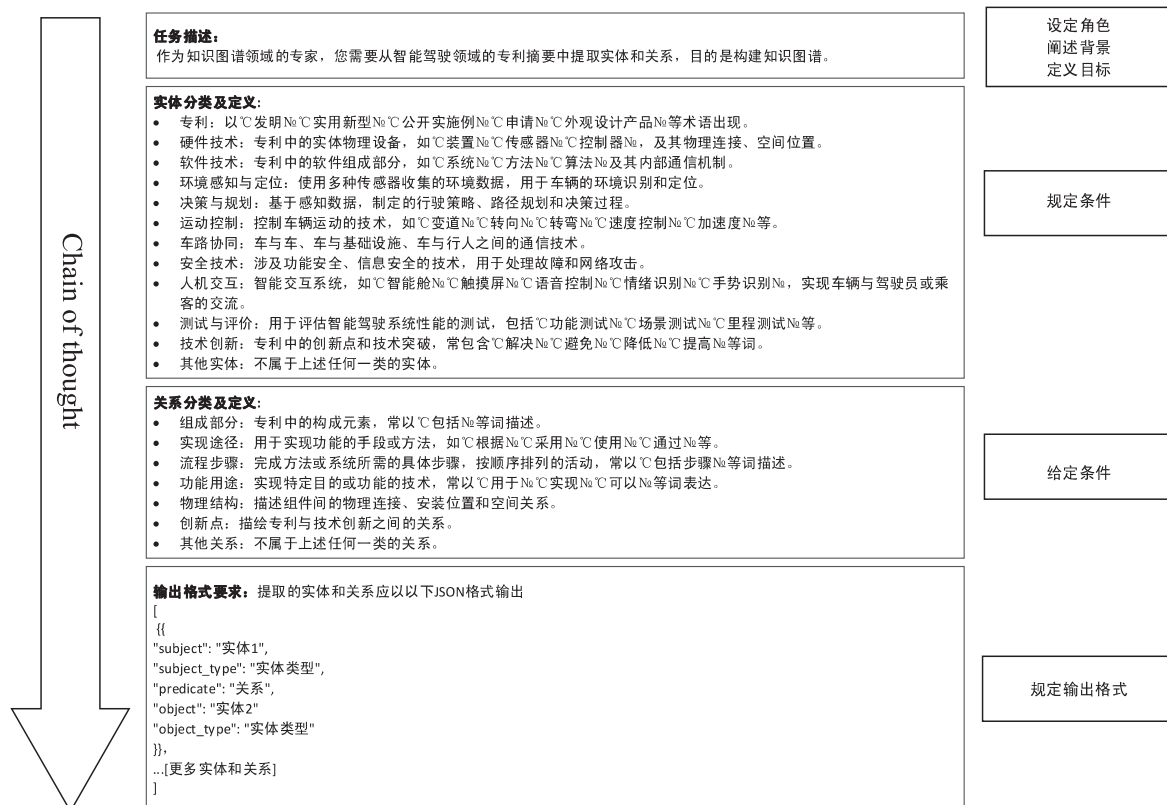 Chain of thought
任务描述：
作为知识图谱领域的专家，您需要从智能驾驶领域的专利摘要中提取实体和关系，目的是构建知识图谱。
设定角色
阐述背景
定义目标
实体分类及定义:
• 专利：以℃发明№℃实用新型№℃公开实施例№℃申请№℃外观设计产品№等术语出现。
• 硬件技术：专利中的实体物理设备，如℃装置№℃传感器№℃控制器№，及其物理连接、空间位置。
• 软件技术：专利中的软件组成部分，如℃系统№℃方法№℃算法№及其内部通信机制。
• 环境感知与定位：使用多种传感器收集的环境数据，用于车辆的环境识别和定位。
• 决策与规划：基于感知数据，制定的行驶策略、路径规划和决策过程。
• 运动控制：控制车辆运动的技术，如℃变道№℃转向№℃转弯№℃速度控制№℃加速度№等。
• 车路协同：车与车、车与基础设施、车与行人之间的通信技术。
• 安全技术：涉及功能安全、信息安全的技术，用于处理故障和网络攻击。
• 人机交互：智能交互系统，如℃智能舱№℃触摸屏№℃语音控制№℃情绪识别№℃手势识别№，实现车辆与驾驶员或乘
客的交流。
• 测试与评价：用于评估智能驾驶系统性能的测试，包括℃功能测试№℃场景测试№℃里程测试№等。
• 技术创新：专利中的创新点和技术突破，常包含℃解决№℃避免№℃降低№℃提高№等词。
• 其他实体：不属于上述任何一类的实体。
规定条件
关系分类及定义:
• 组成部分：专利中的构成元素，常以℃包括№等词描述。
• 实现途径：用于实现功能的手段或方法，如℃根据№℃采用№℃使用№℃通过№等。
• 流程步骤：完成方法或系统所需的具体步骤，按顺序排列的活动，常以℃包括步骤№等词描述。
• 功能用途：实现特定目的或功能的技术，常以℃用于№℃实现№℃可以№等词表达。
• 物理结构：描述组件间的物理连接、安装位置和空间关系。
• 创新点：描绘专利与技术创新之间的关系。
• 其他关系：不属于上述任何一类的关系。
给定条件
输出格式要求：提取的实体和关系应以以下JSON格式输出
[
{{
"subject": "实体1",
"subject_type": "实体类型",
"predicate": "关系",
"object": "实体2"
"object_type": "实体类型"
}},
...[更多实体和关系]
]
规定输出格式